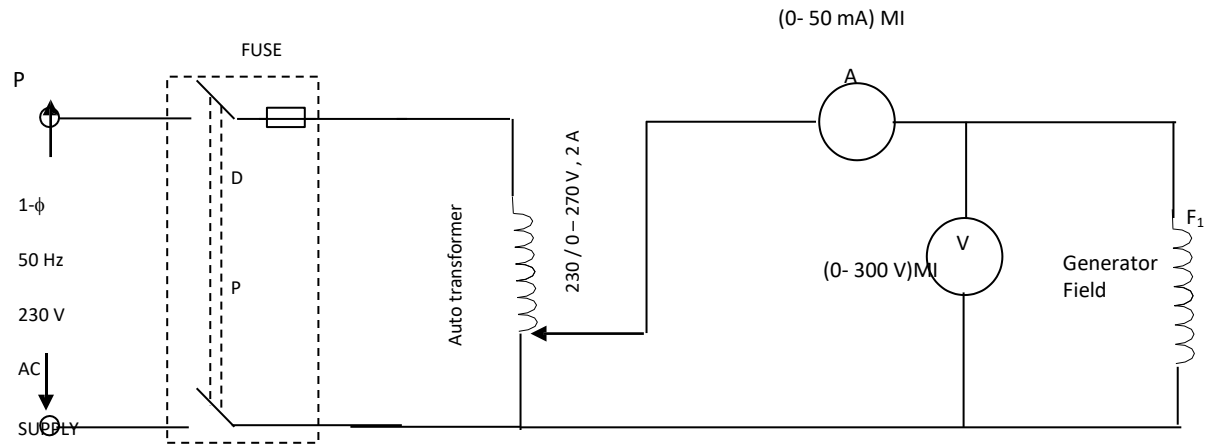 (0- 50 mA) MI
FUSE
P
A
D
1-ϕ
50 Hz
230 V
AC
SUPPLY
P
Auto transformer
230 / 0 – 270 V , 2 A
V
(0- 300 V)MI
F1
Generator
Field